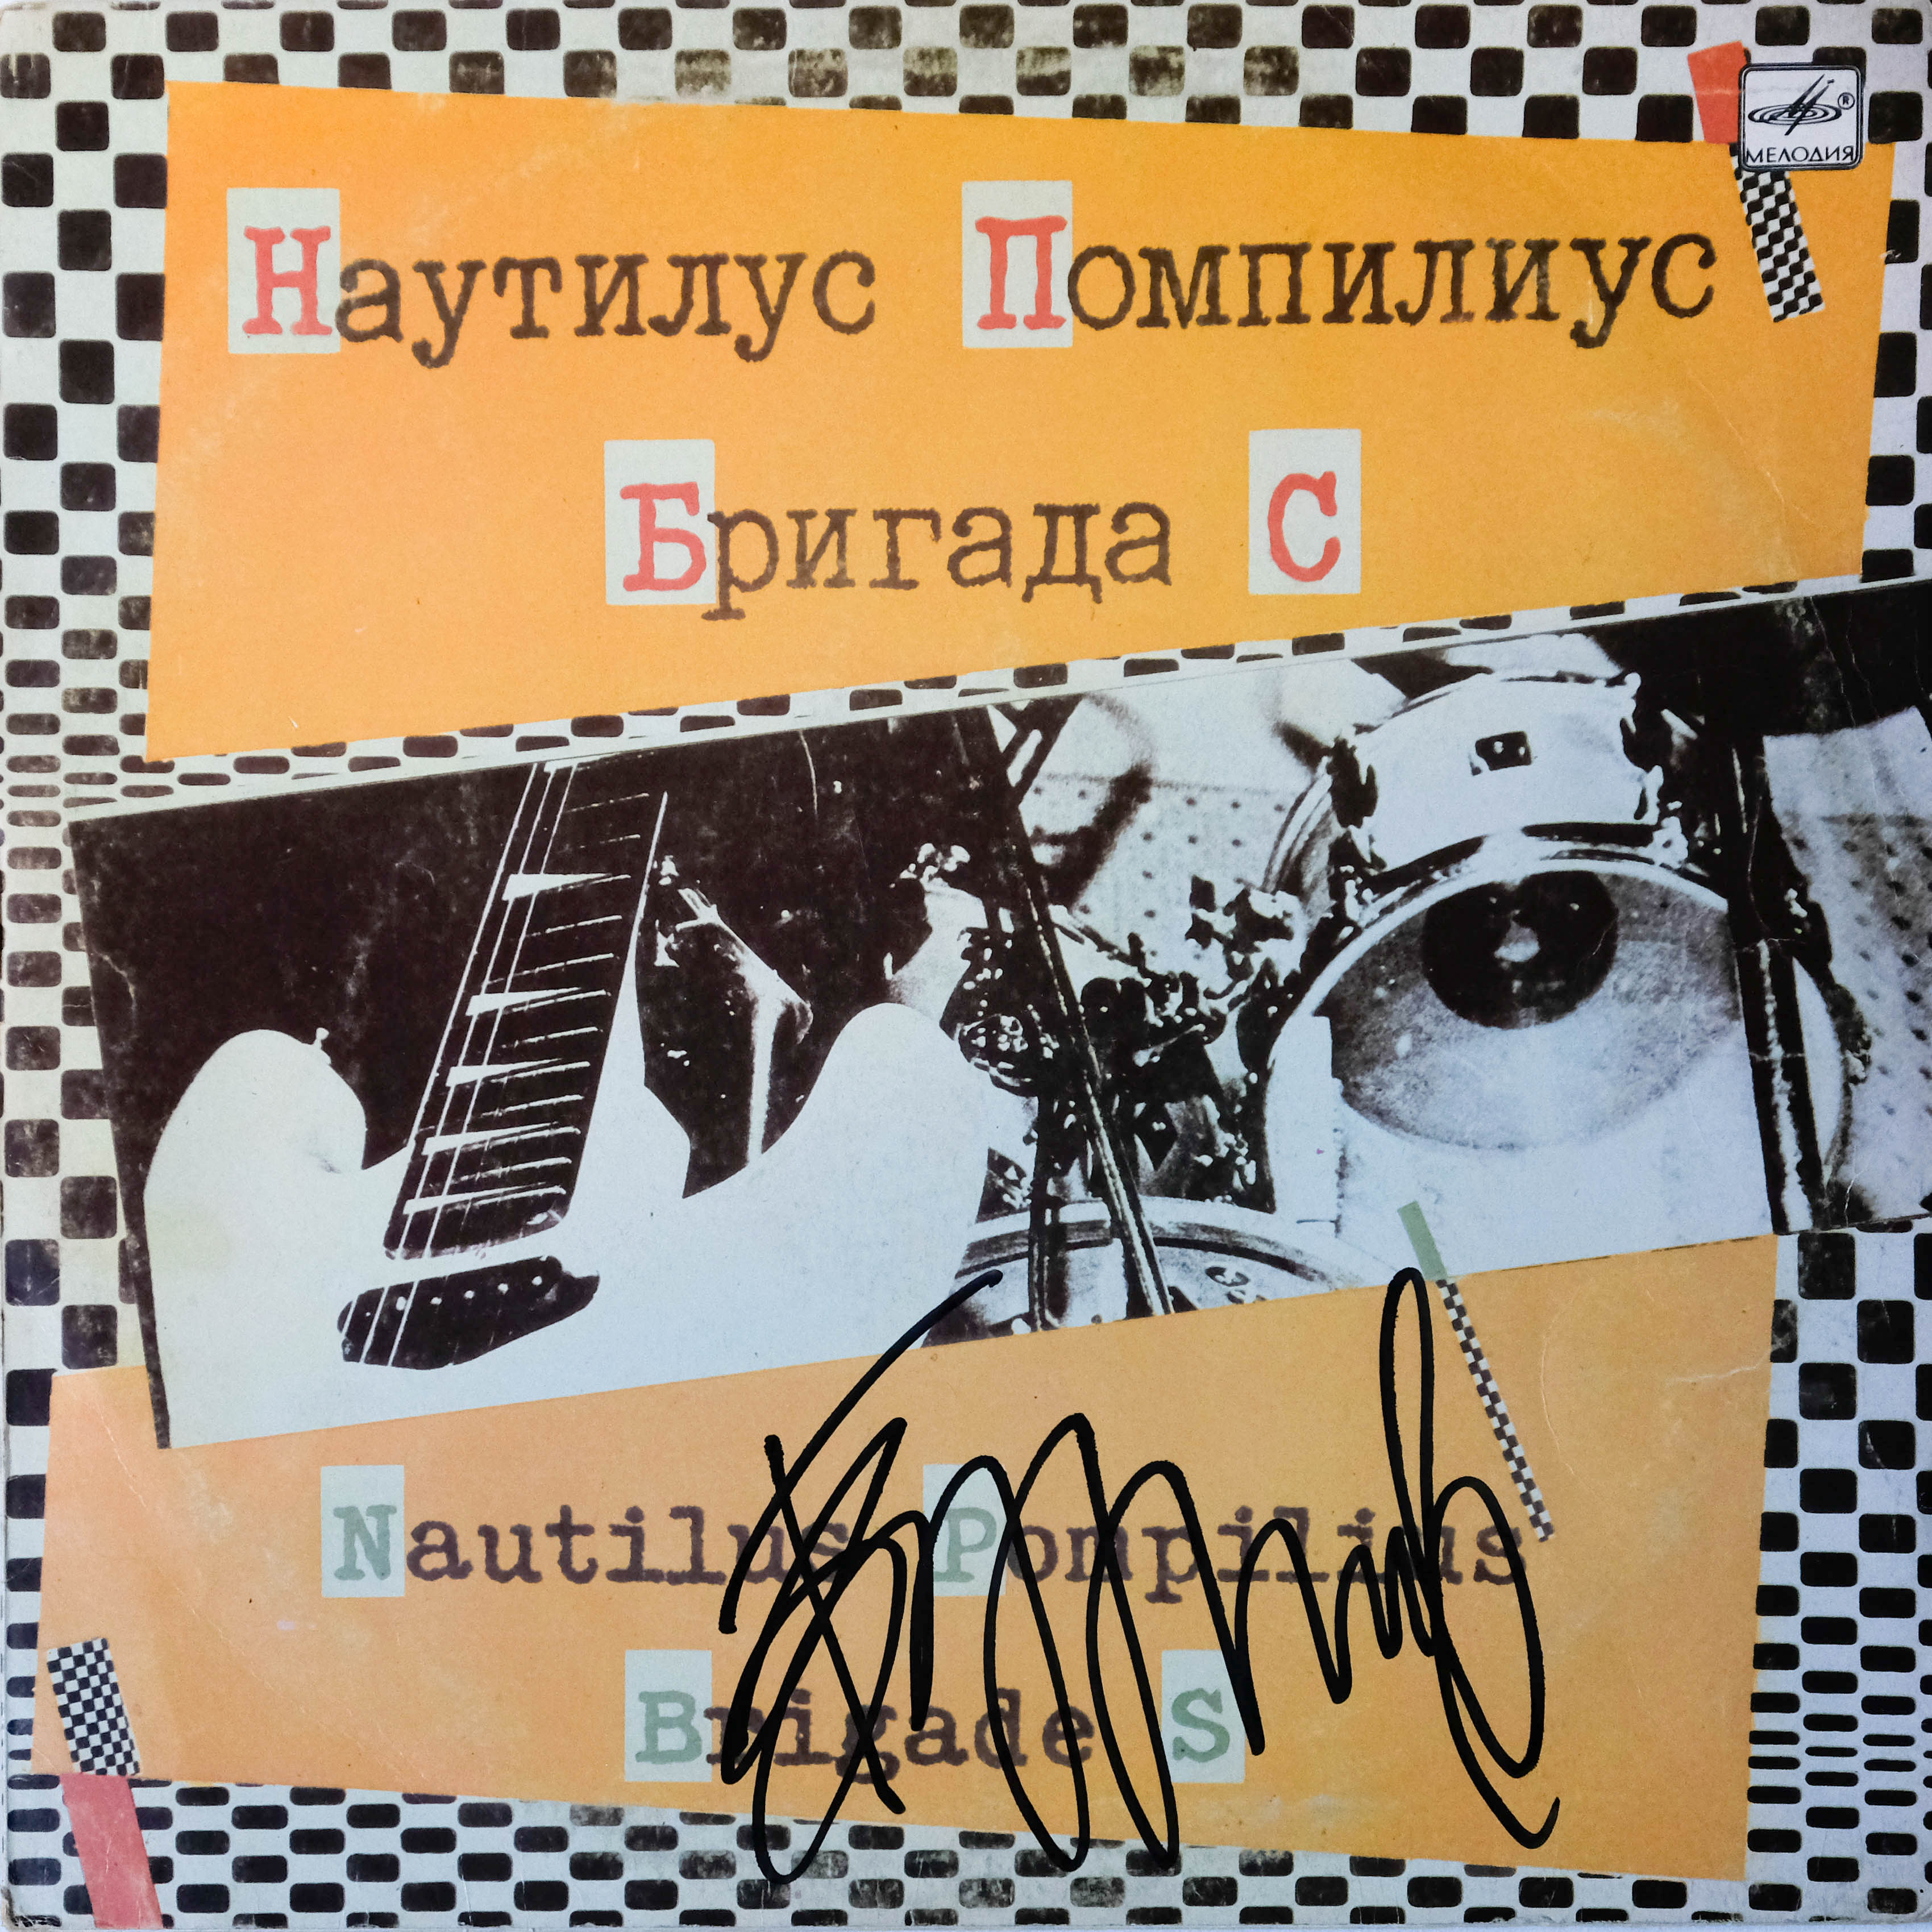 ®
МЕЛОДИЯ
Наутилус Помпилиус
Бригада С
Nautilus Pompilius
Brigade S